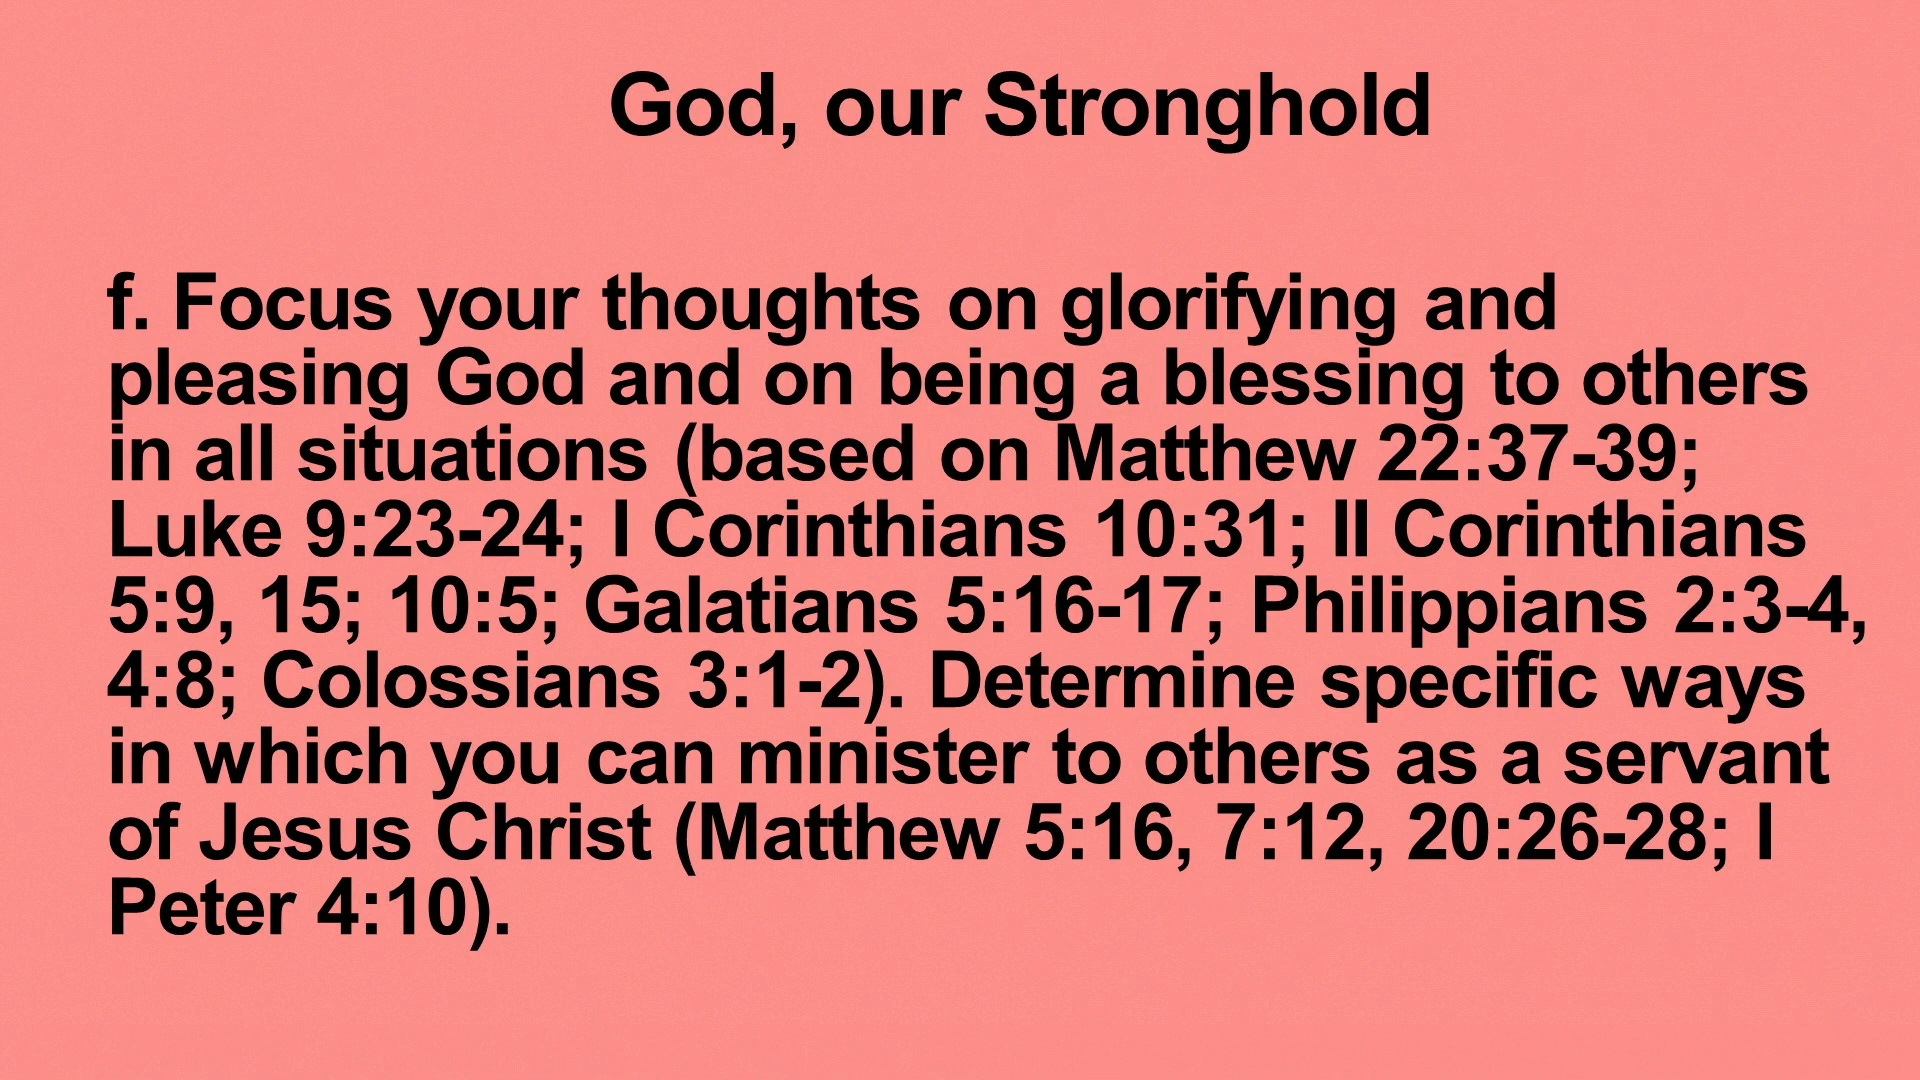 God, our Stronghold
f. Focus your thoughts on glorifying and
pleasing God and on being a blessing to others
in all situations (based on Matthew 22:37-39;
Luke 9:23-24; I Corinthians 10:31; II Corinthians
5:9, 15; 10:5; Galatians 5:16-17; Philippians 2:3-4,
4:8; Colossians 3:1-2). Determine specific ways
in which you can minister to others as a servant
of Jesus Christ (Matthew 5:16, 7:12, 20:26-28; I
Peter 4:10).